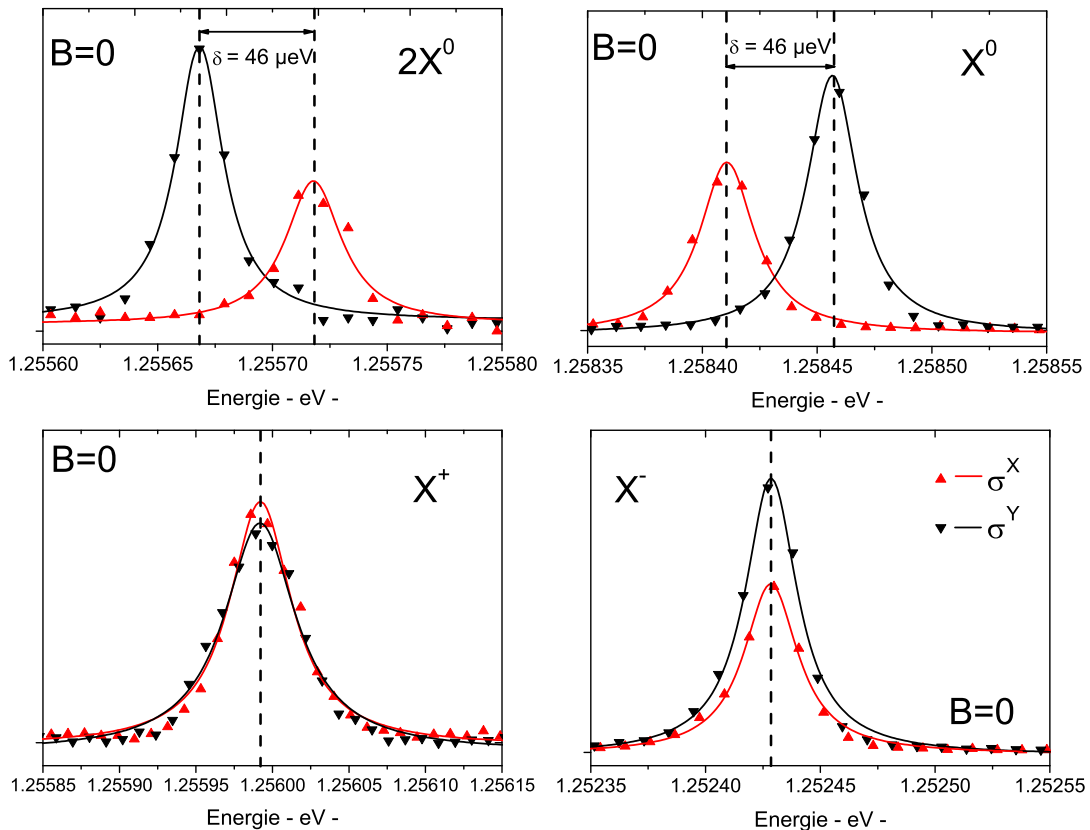 B=0
δ = 46 µeV
2X⁰
1.25560 1.25565 1.25570 1.25575 1.25580
Energie - eV -
B=0
δ = 46 µeV
X⁰
1.25835 1.25840 1.25845 1.25850 1.25855
Energie - eV -
B=0
X⁺
1.25585 1.25590 1.25595 1.25600 1.25605 1.25610 1.25615
Energie - eV -
X⁻
σˣ
σʸ
B=0
1.25235 1.25240 1.25245 1.25250 1.25255
Energie - eV -